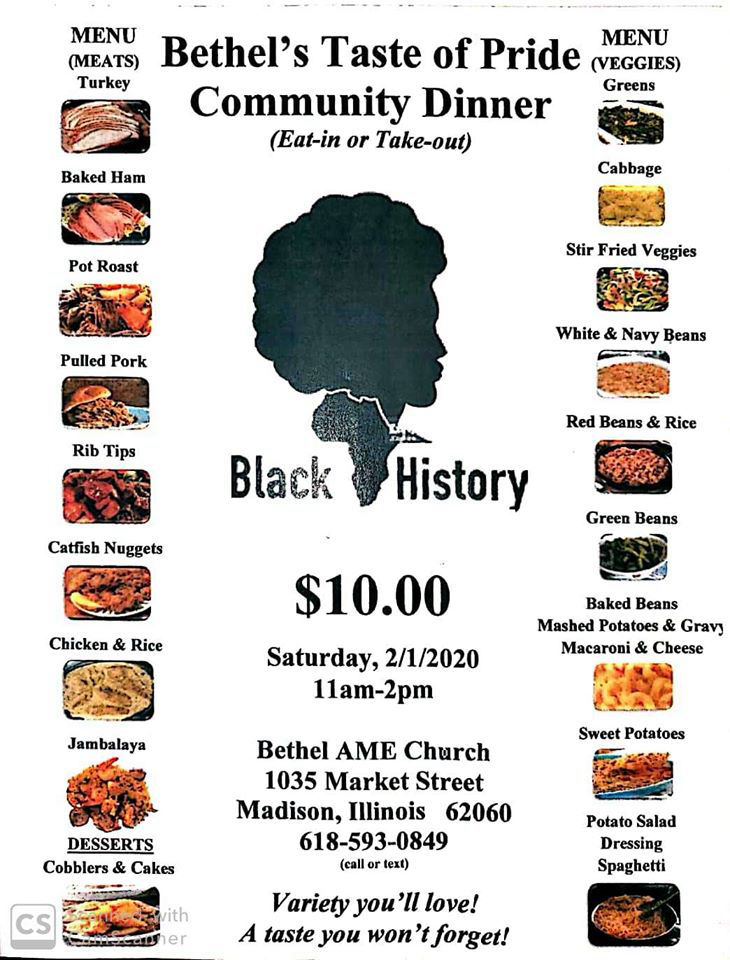 MENU
(MEATS)
Turkey
Baked Ham
Pot Roast
Pulled Pork
Rib Tips
Catfish Nuggets
Chicken & Rice
Jambalaya
DESSERTS
Cobblers & Cakes
Bethel's Taste of Pride
Community Dinner
(Eat-in or Take-out)
Black History
$10.00
Saturday, 2/1/2020
11am-2pm
Bethel AME Church
1035 Market Street
Madison, Illinois 62060
618-593-0849
(call or text)
Variety you'll love!
A taste you won't forget!
MENU
(VEGGIES)
Greens
Cabbage
Stir Fried Veggies
White & Navy Beans
Red Beans & Rice
Green Beans
Baked Beans
Mashed Potatoes & Gravy
Macaroni & Cheese
Sweet Potatoes
Potato Salad
Dressing
Spaghetti
CS
Scanned with
CamScanner